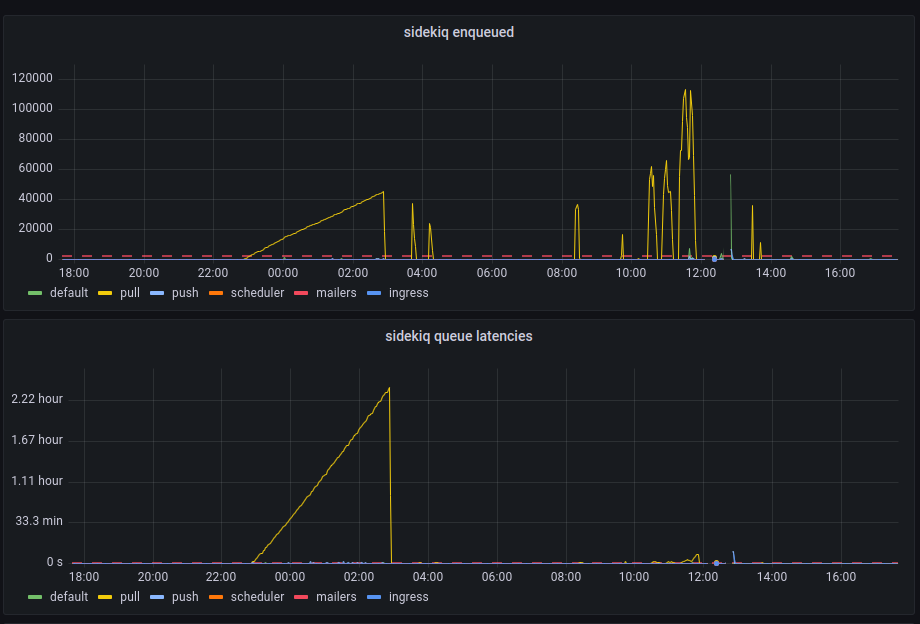 sidekiq enqueued
120000
100000
80000
60000
40000
20000
0
18:00 20:00 22:00 00:00 02:00 04:00 06:00 08:00 10:00 12:00 14:00 16:00
default pull push scheduler mailers ingress
sidekiq queue latencies
2.22 hour
1.67 hour
1.11 hour
33.3 min
0 s
18:00 20:00 22:00 00:00 02:00 04:00 06:00 08:00 10:00 12:00 14:00 16:00
default pull push scheduler mailers ingress